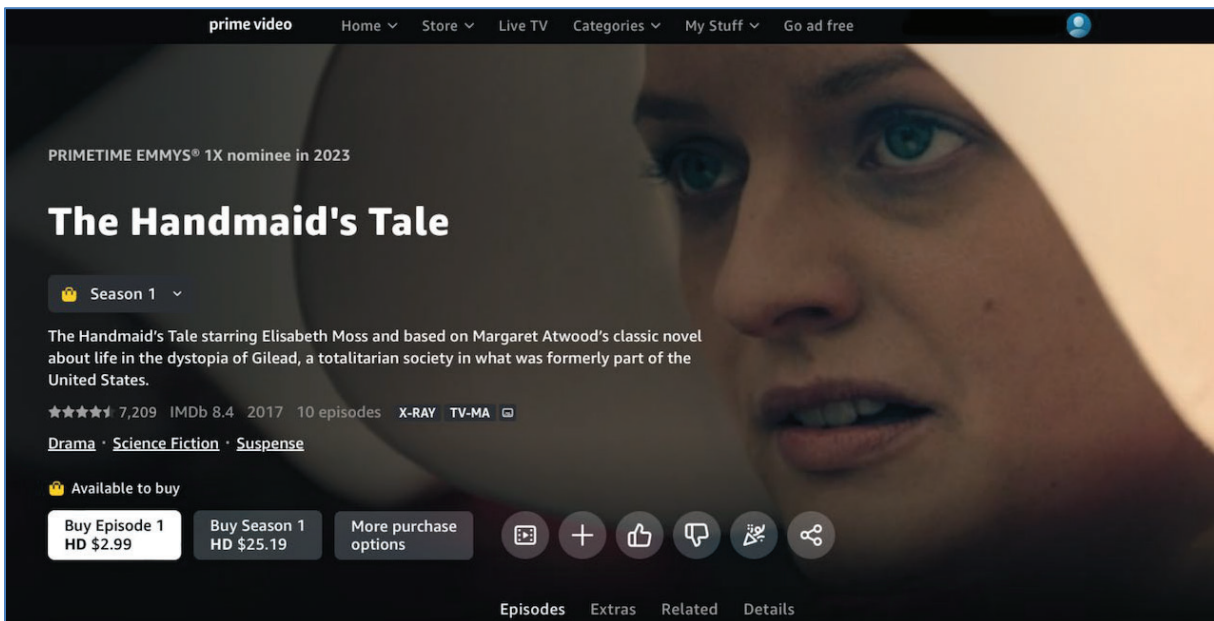 prime video Home Store Live TV Categories My Stuff Go ad free
PRIMETIME EMMYS® 1X nominee in 2023
The Handmaid's Tale
Season 1
The Handmaid's Tale starring Elisabeth Moss and based on Margaret Atwood's classic novel
about life in the dystopia of Gilead, a totalitarian society in what was formerly part of the
United States.
7,209 IMDb 8.4 2017 10 episodes X-RAY TV-MA
Drama · Science Fiction · Suspense
Available to buy
Buy Episode 1
HD $2.99
Buy Season 1
HD $25.19
More purchase
options
Episodes Extras Related Details